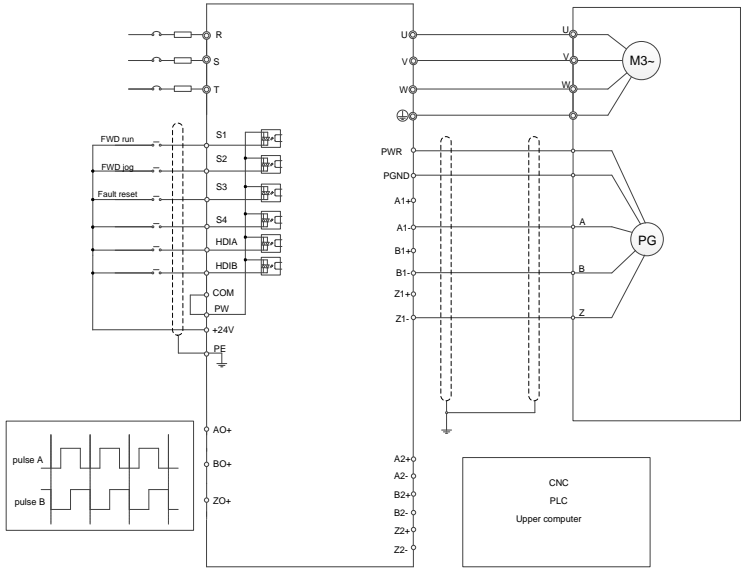 R
S
T
FWD run
S1
FWD jog
S2
Fault reset
S3
S4
HDIA
HDIB
COM
PW
+24V
PE
AO+
BO+
ZO+
pulse A
pulse B
U
V
W
PWR
PGND
A1+
A1-
B1+
B1-
Z1+
Z1-
A2+
A2-
B2+
B2-
Z2+
Z2-
U
V
W
M3~
A
B
Z
PG
CNC
PLC
Upper computer